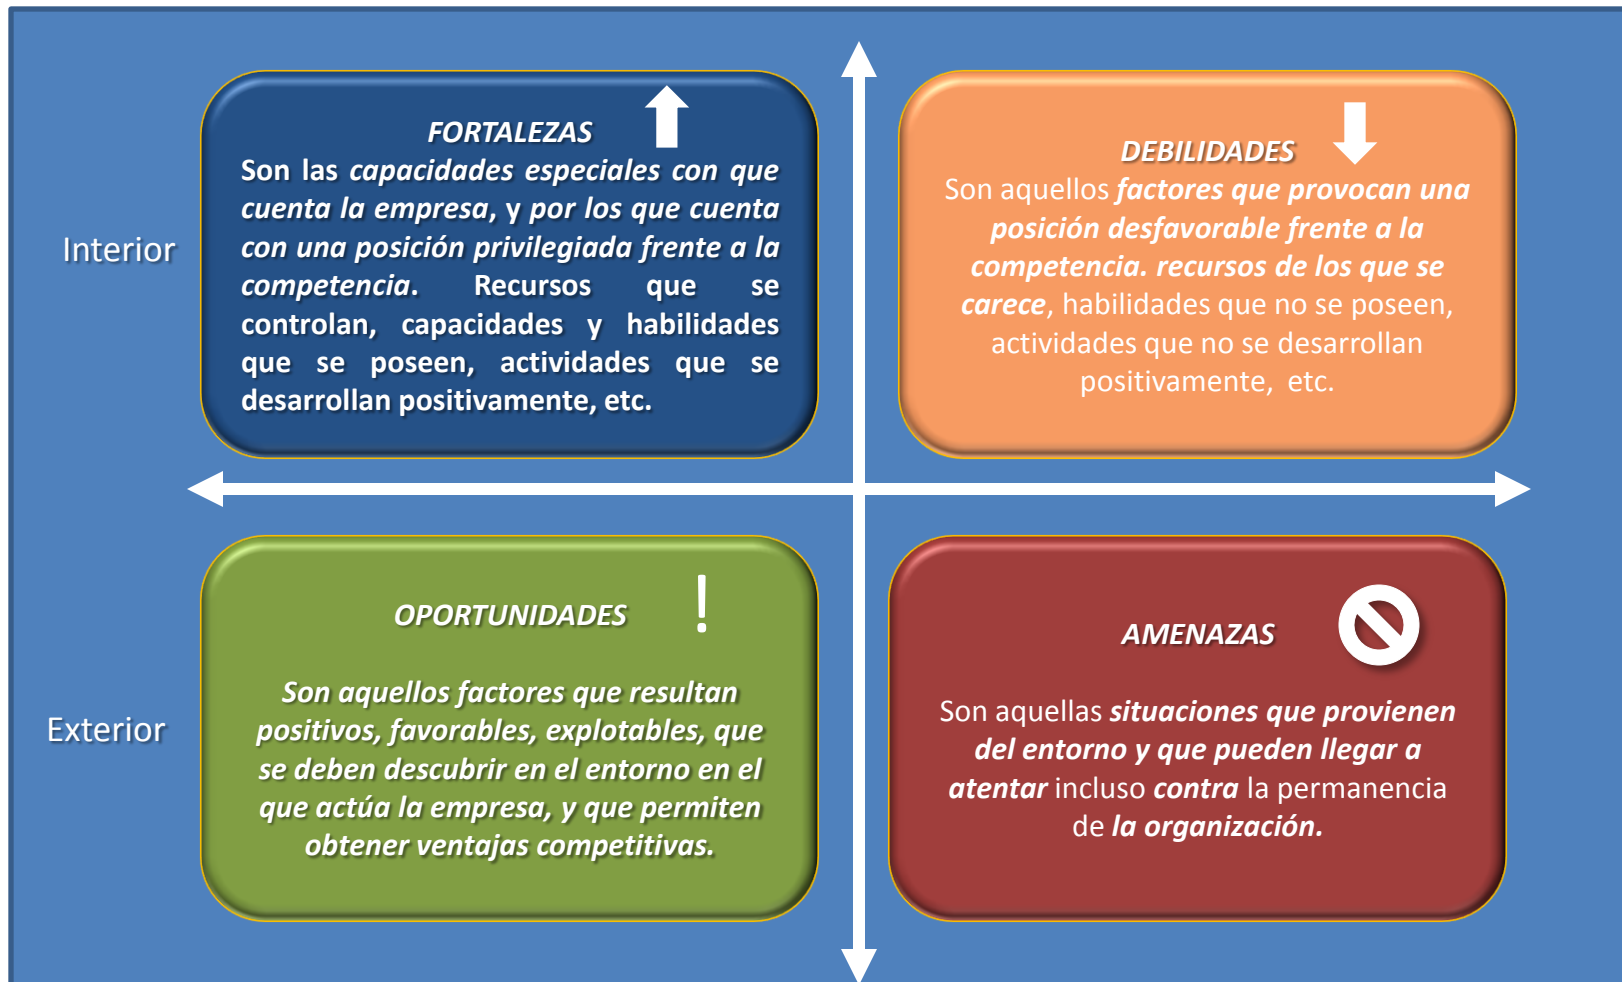 Interior
FORTALEZAS
Son las capacidades especiales con que
cuenta la empresa, y por los que cuenta
con una posición privilegiada frente a la
competencia. Recursos que se
controlan, capacidades y habilidades
que se poseen, actividades que se
desarrollan positivamente, etc.
DEBILIDADES
Son aquellos factores que provocan una
posición desfavorable frente a la
competencia. recursos de los que se
carece, habilidades que no se poseen,
actividades que no se desarrollan
positivamente, etc.
Exterior
OPORTUNIDADES !
Son aquellos factores que resultan
positivos, favorables, explotables, que
se deben descubrir en el entorno en el
que actúa la empresa, y que permiten
obtener ventajas competitivas.
AMENAZAS
Son aquellas situaciones que provienen
del entorno y que pueden llegar a
atentar incluso contra la permanencia
de la organización.